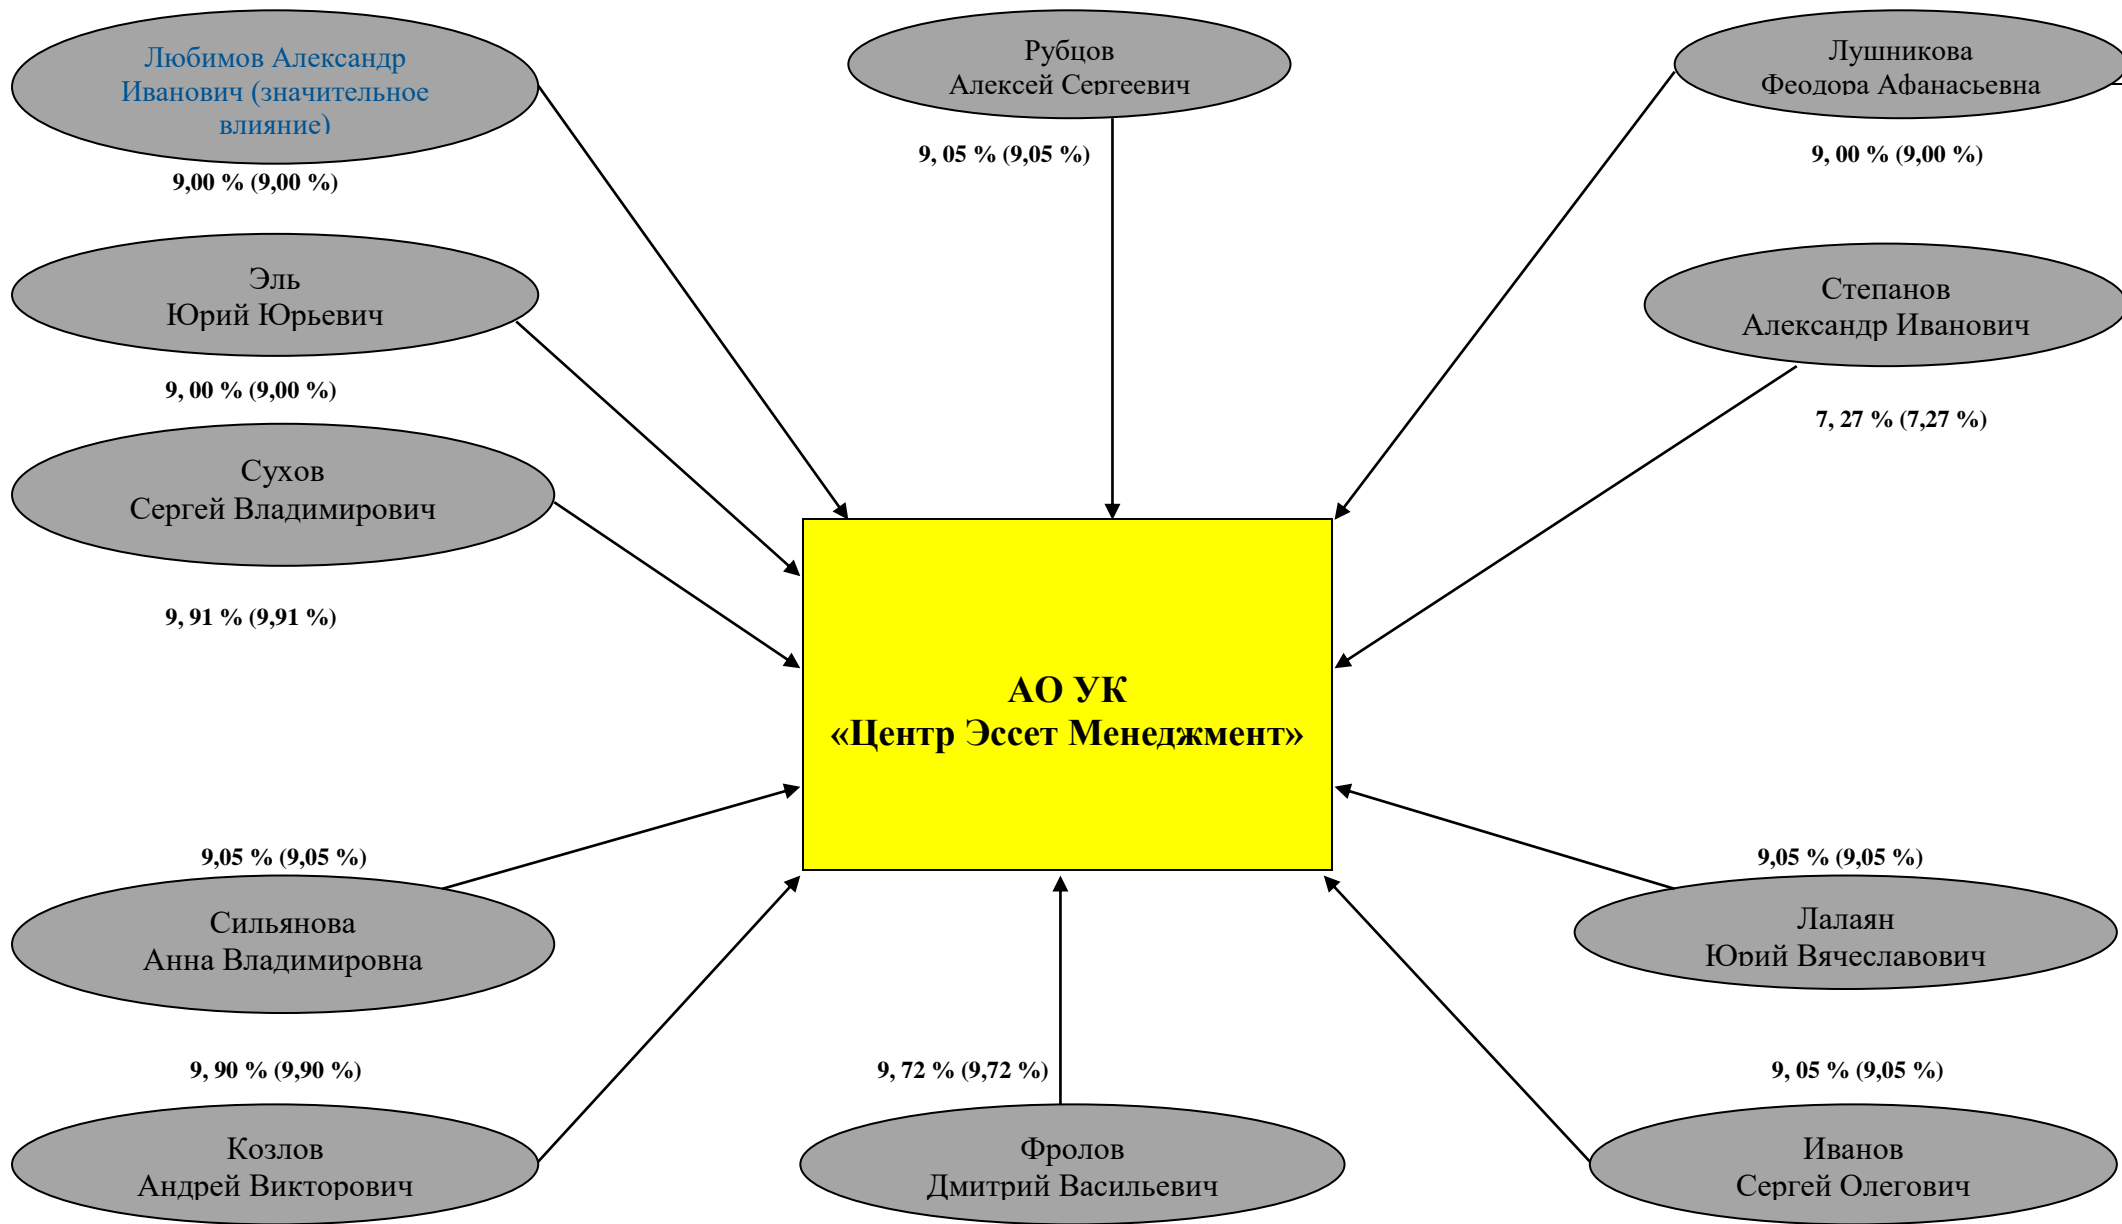 Любимов Александр
Иванович (значительное
влияние)
9,00 % (9,00 %)
Рубцов
Алексей Сергеевич
9, 05 % (9,05 %)
Лушникова
Феодора Афанасьевна
9, 00 % (9,00 %)
Эль
Юрий Юрьевич
9, 00 % (9,00 %)
Степанов
Александр Иванович
7, 27 % (7,27 %)
Сухов
Сергей Владимирович
9, 91 % (9,91 %)
АО УК
«Центр Эссет Менеджмент»
9,05 % (9,05 %)
Сильянова
Анна Владимировна
9,05 % (9,05 %)
Лалаян
Юрий Вячеславович
9, 90 % (9,90 %)
Козлов
Андрей Викторович
9, 72 % (9,72 %)
Фролов
Дмитрий Васильевич
9, 05 % (9,05 %)
Иванов
Сергей Олегович